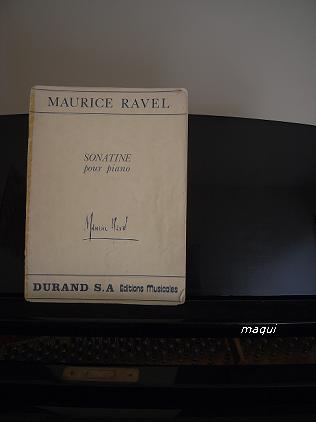 MAURICE RAVEL
SONATINE
pour piano
DURAND S.A Editions Musicales
maqui